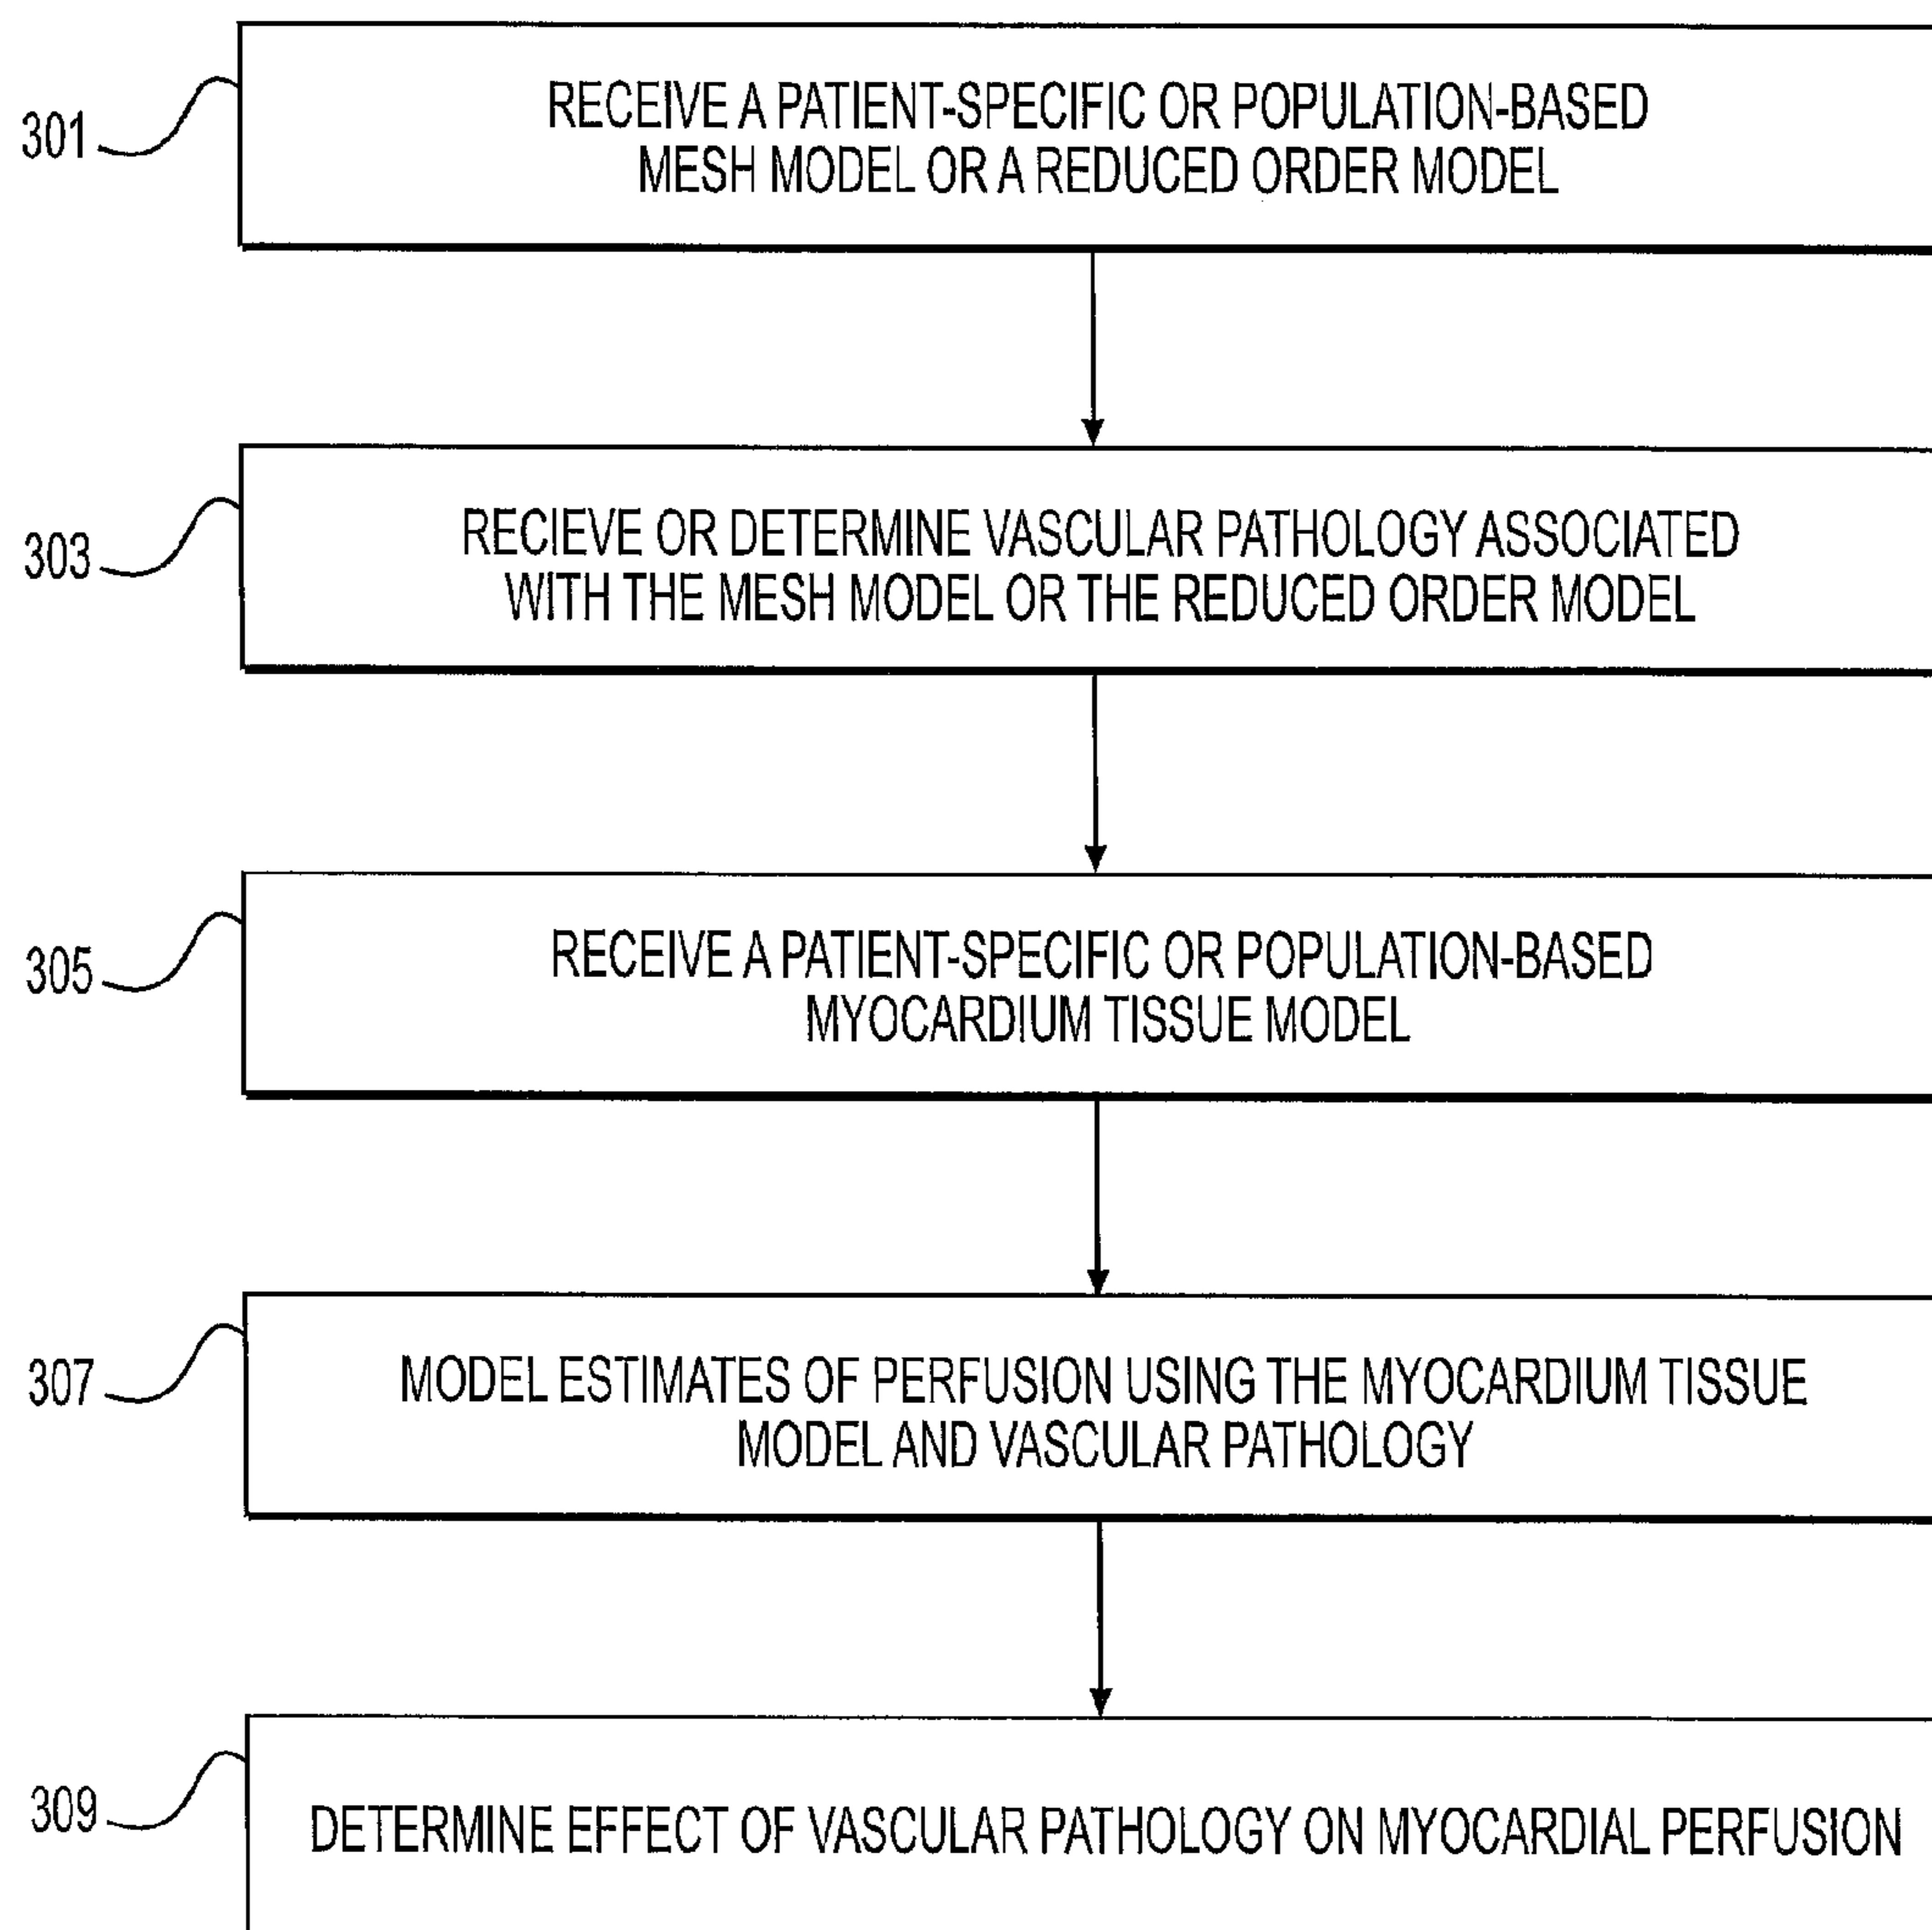 301
RECEIVE A PATIENT-SPECIFIC OR POPULATION-BASED
MESH MODEL OR A REDUCED ORDER MODEL
303
RECIEVE OR DETERMINE VASCULAR PATHOLOGY ASSOCIATED
WITH THE MESH MODEL OR THE REDUCED ORDER MODEL
305
RECEIVE A PATIENT-SPECIFIC OR POPULATION-BASED
MYOCARDIUM TISSUE MODEL
307
MODEL ESTIMATES OF PERFUSION USING THE MYOCARDIUM TISSUE
MODEL AND VASCULAR PATHOLOGY
309
DETERMINE EFFECT OF VASCULAR PATHOLOGY ON MYOCARDIAL PERFUSION